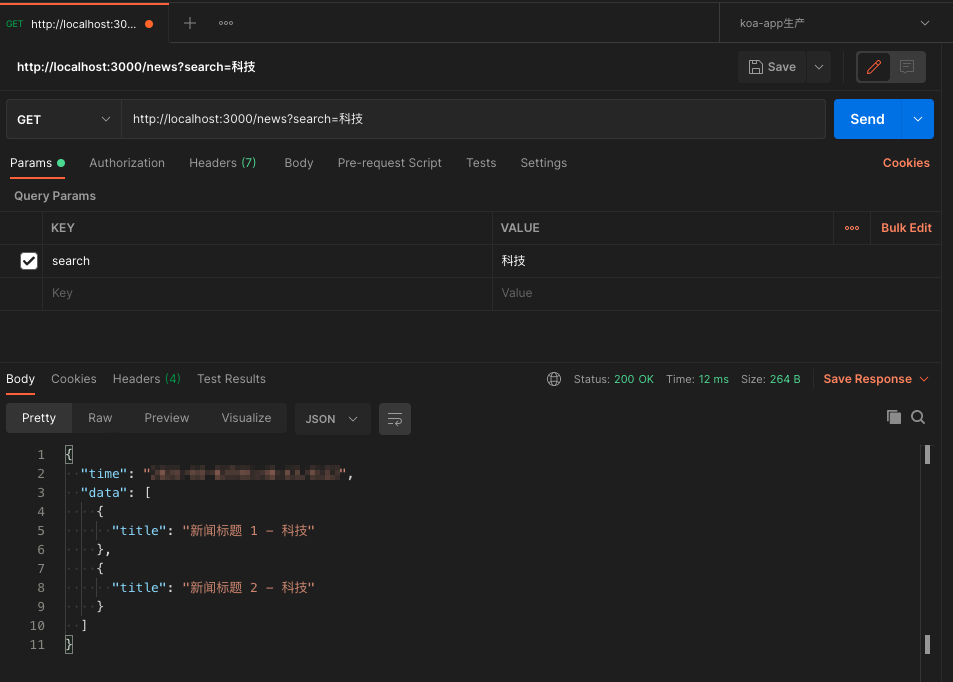 GET http://localhost:30... koa-app生产
http://localhost:3000/news?search=科技 Save
GET http://localhost:3000/news?search=科技 Send
Params Authorization Headers (7) Body Pre-request Script Tests Settings Cookies
Query Params
KEY VALUE Bulk Edit
search 科技
Key Value
Body Cookies Headers (4) Test Results Status: 200 OK Time: 12 ms Size: 264 B Save Response
Pretty Raw Preview Visualize JSON
1 {
2 "time": "",
3 "data": [
4 {
5 "title": "新闻标题 1 - 科技"
6 },
7 {
8 "title": "新闻标题 2 - 科技"
9 }
10 ]
11 }